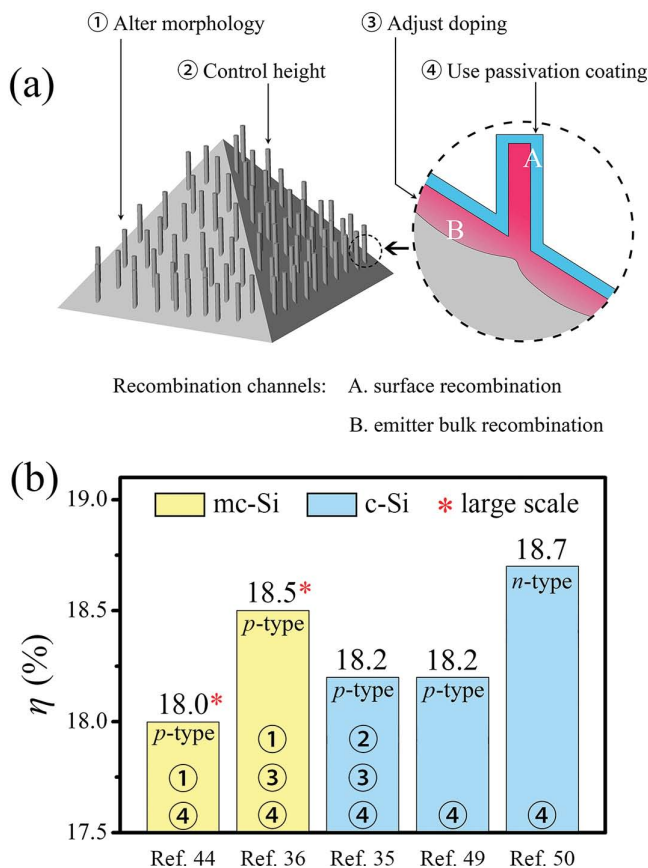 ① Alter morphology
② Control height
③ Adjust doping
④ Use passivation coating
(a)
A
B
Recombination channels: A. surface recombination
B. emitter bulk recombination
(b)
mc-Si c-Si * large scale
η (%)
19.0
18.5
18.0
17.5
18.0*
p-type
①
④
Ref. 44
18.5*
p-type
①
③
④
Ref. 36
18.2
p-type
②
③
④
Ref. 35
18.2
p-type
④
Ref. 49
18.7
n-type
④
Ref. 50